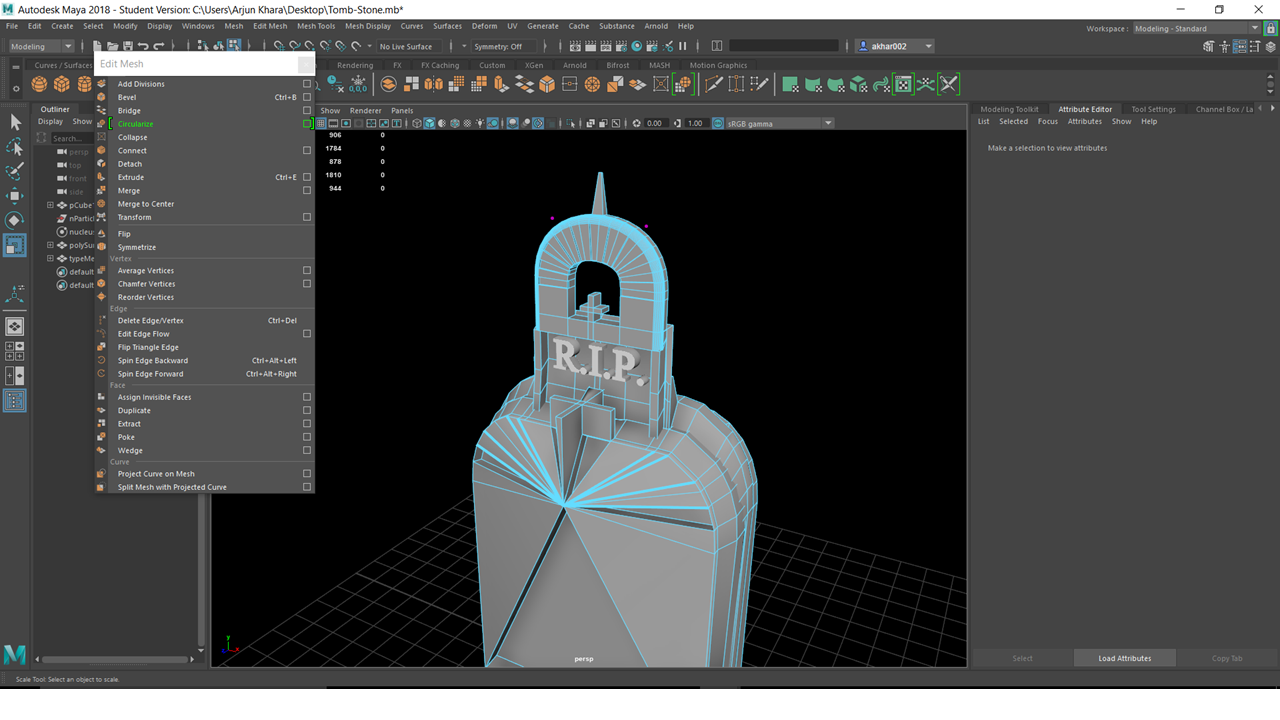 Autodesk Maya 2018 - Student Version: C:\Users\Arjun Khara\Desktop\Tomb-Stone.mb*
File Edit Create Select Modify Display Windows Mesh Edit Mesh Mesh Tools Mesh Display Curves Surfaces Deform UV Generate Cache Substance Arnold Help
Workspace : Modeling - Standard
Modeling No Live Surface Symmetry: Off akhar002
Curves / Surfaces Rendering FX FX Caching Custom XGen Arnold Bifrost MASH Motion Graphics
Edit Mesh
Add Divisions
Bevel Ctrl+B
Bridge
Circularize
Collapse
Connect
Detach
Extrude Ctrl+E
Merge
Merge to Center
Transform
Flip
Symmetrize
Vertex
Average Vertices
Chamfer Vertices
Reorder Vertices
Edge
Delete Edge/Vertex Ctrl+Del
Edit Edge Flow
Flip Triangle Edge
Spin Edge Backward Ctrl+Alt+Left
Spin Edge Forward Ctrl+Alt+Right
Face
Assign Invisible Faces
Duplicate
Extract
Poke
Wedge
Curve
Project Curve on Mesh
Split Mesh with Projected Curve
Outliner
Display Show
Search...
persp
top
front
side
pCube
nPartic
nucleus
polySu
typeMe
default
default
Show Renderer Panels
0.00 1.00 sRGB gamma
906 0
1784 0
878 0
1810 0
944 0
R.I.P.
persp
y
Modeling Toolkit Attribute Editor Tool Settings Channel Box / La
List Selected Focus Attributes Show Help
Make a selection to view attributes
Select Load Attributes Copy Tab
Scale Tool: Select an object to scale.